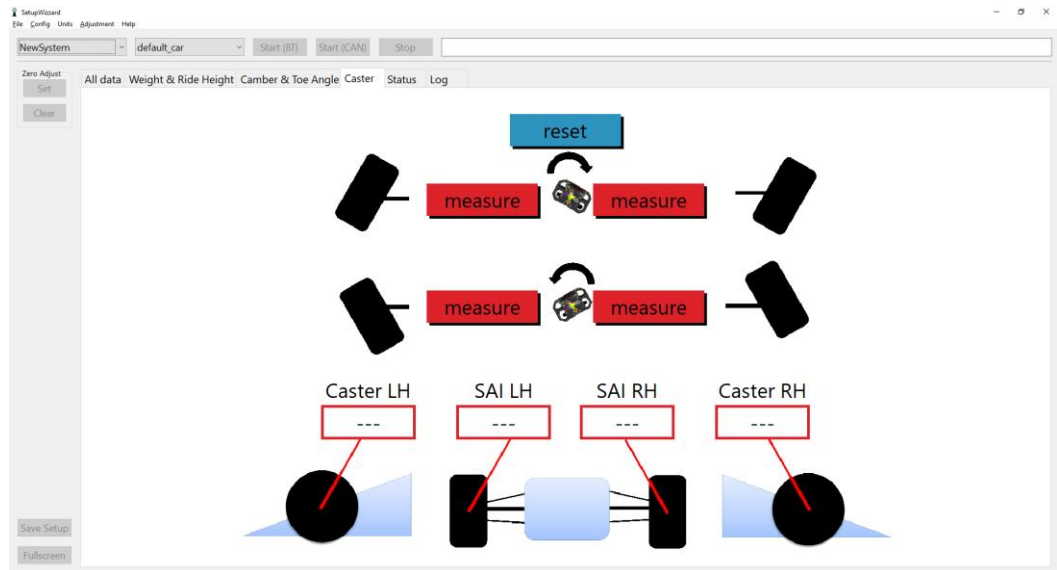 SetupWizzard
File Config Units Adjustment Help
NewSystem default_car Start (BT) Start (CAN) Stop
Zero Adjust
Set
Clear
All data Weight & Ride Height Camber & Toe Angle Caster Status Log
reset
measure measure
measure measure
Caster LH SAI LH SAI RH Caster RH
--- --- --- ---
Save Setup
Fullscreen